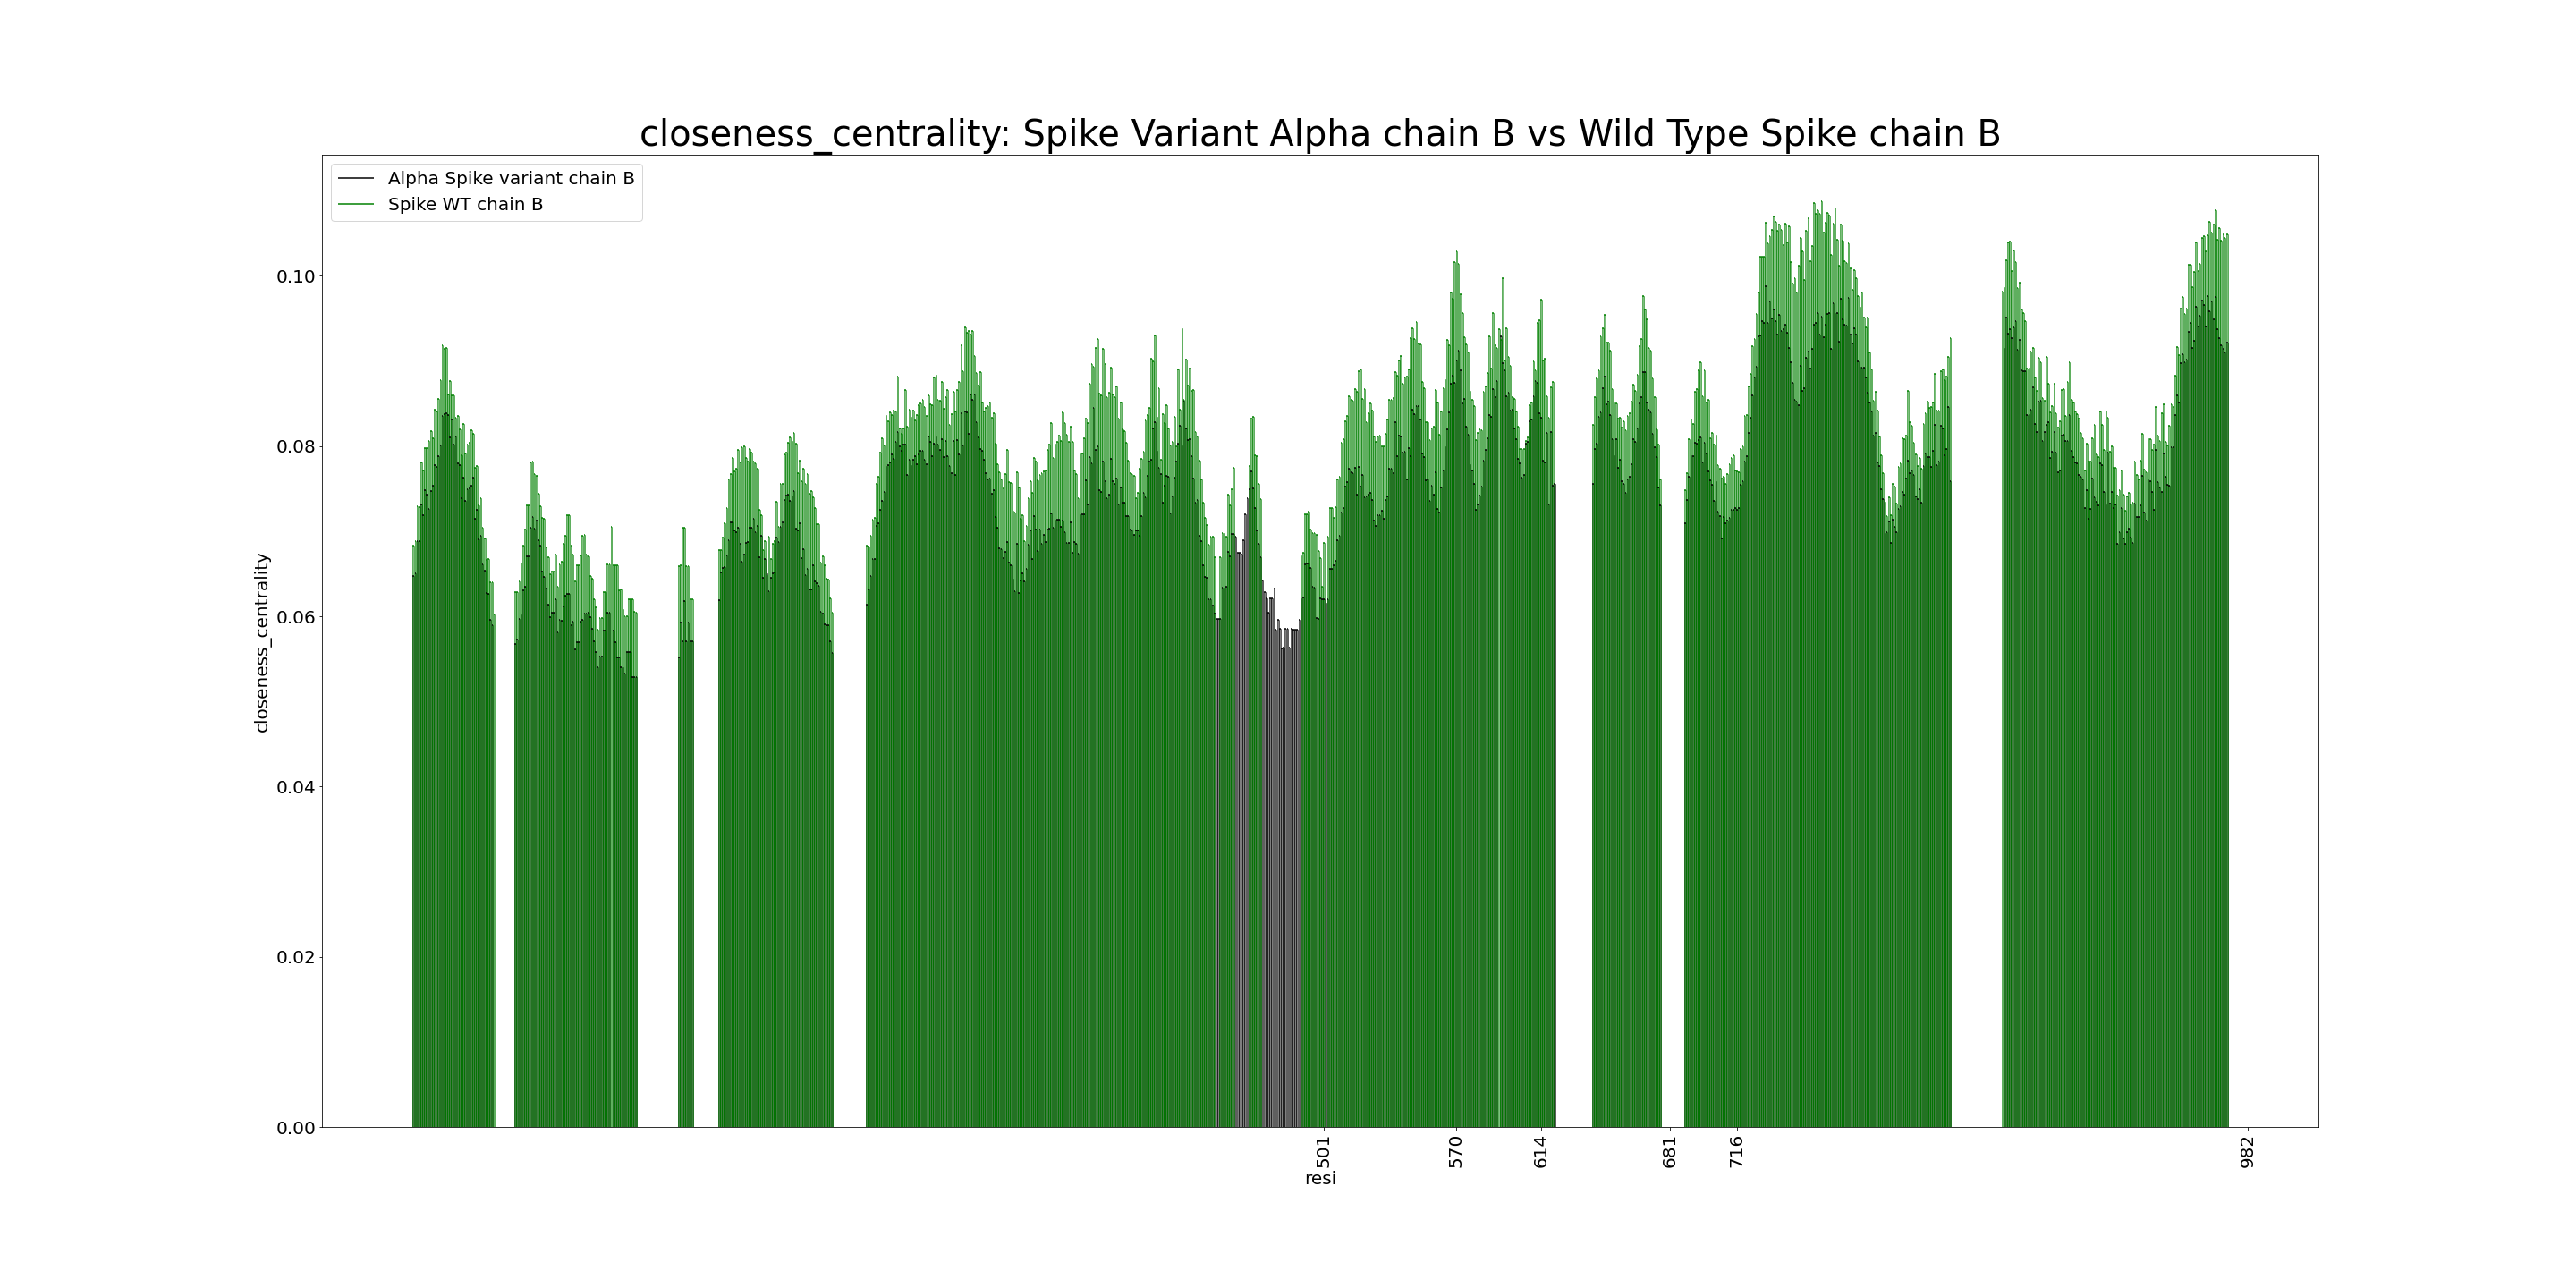 closeness_centrality: Spike Variant Alpha chain B vs Wild Type Spike chain B
Alpha Spike variant chain B
Spike WT chain B
0.10
0.08
0.06
0.04
0.02
0.00
closeness_centrality
501
570
614
681
716
982
resi